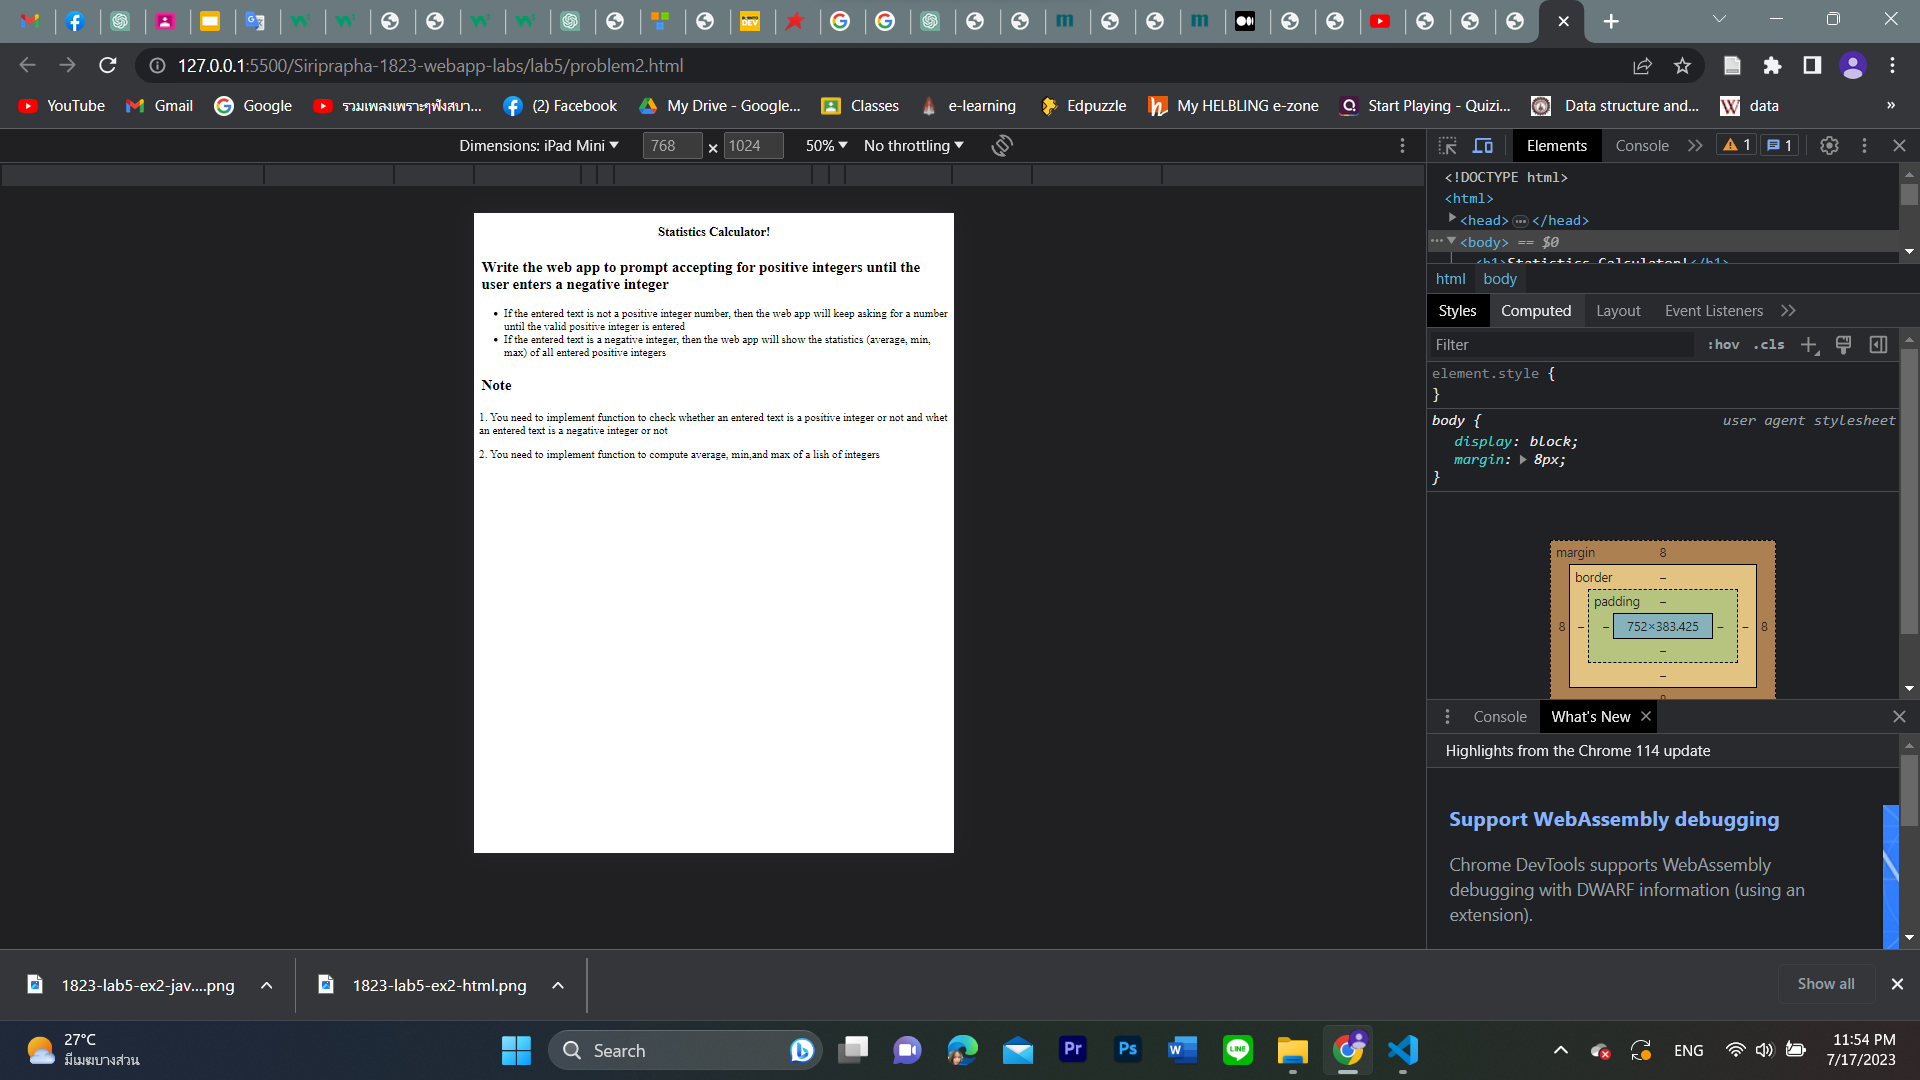 127.0.0.1:5500/Siriprapha-1823-webapp-labs/lab5/problem2.html
YouTube
Gmail
Google
รวมเพลงเพราะๆฟังสบา...
(2) Facebook
My Drive - Google...
Classes
e-learning
Edpuzzle
My HELBLING e-zone
Start Playing - Quizi...
Data structure and...
data
»
Dimensions: iPad Mini
768
×
1024
50%
No throttling
Elements
Console
1
1
<!DOCTYPE html>
<html>
<head> ... </head>
<body> == $0
<h1>Statistics Calculator!</h1>
html
body
Styles
Computed
Layout
Event Listeners
Filter
:hov
.cls
element.style {
}
body {
user agent stylesheet
display: block;
margin: 8px;
}
margin
8
border
–
padding
–
8
–
–
752×383.425
–
–
8
–
–
Statistics Calculator!
Write the web app to prompt accepting for positive integers until the
user enters a negative integer
• If the entered text is not a positive integer number, then the web app will keep asking for a number
until the valid positive integer is entered
• If the entered text is a negative integer, then the web app will show the statistics (average, min,
max) of all entered positive integers
Note
1. You need to implement function to check whether an entered text is a positive integer or not and whet
an entered text is a negative integer or not
2. You need to implement function to compute average, min,and max of a lish of integers
Console
What's New
Highlights from the Chrome 114 update
Support WebAssembly debugging
Chrome DevTools supports WebAssembly
debugging with DWARF information (using an
extension).
1823-lab5-ex2-jav....png
1823-lab5-ex2-html.png
Show all
27°C
มีเมฆบางส่วน
Search
Pr
Ps
W
LINE
ENG
11:54 PM
7/17/2023